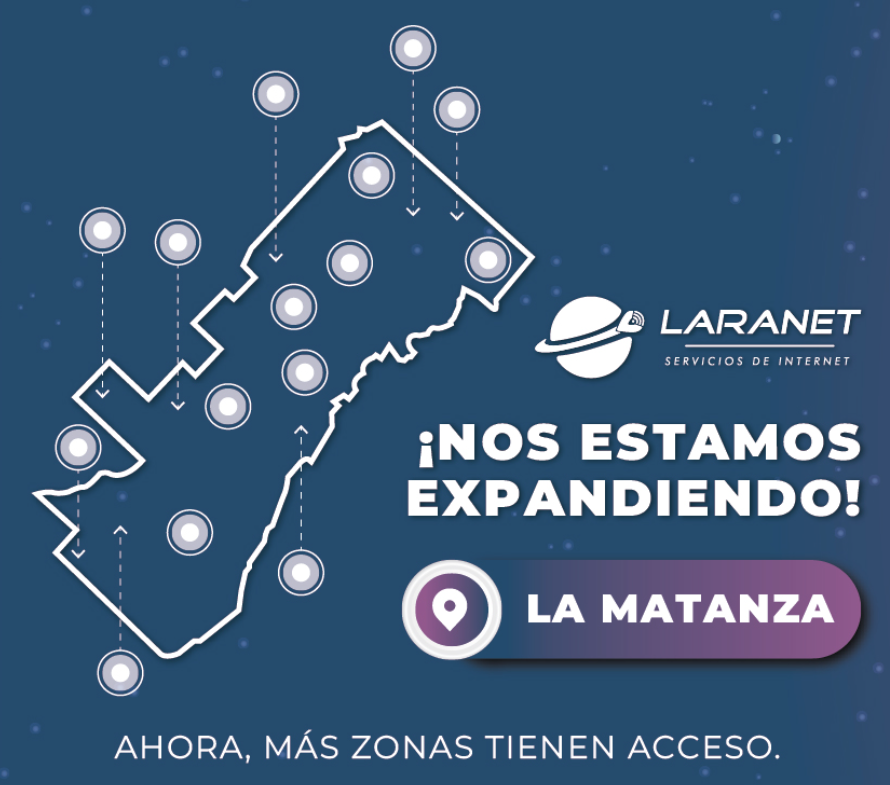 LARANET
SERVICIOS DE INTERNET
¡NOS ESTAMOS
EXPANDIENDO!
LA MATANZA
AHORA, MÁS ZONAS TIENEN ACCESO.